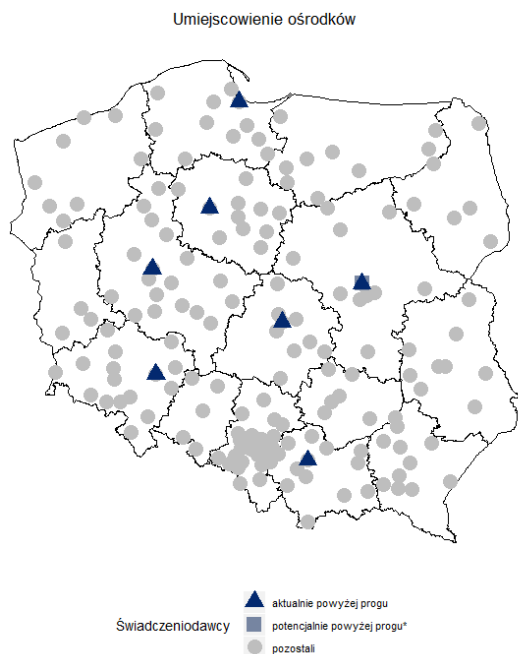 Umiejscowienie ośrodków
Świadczeniodawcy
aktualnie powyżej progu
potencjalnie powyżej progu*
pozostali